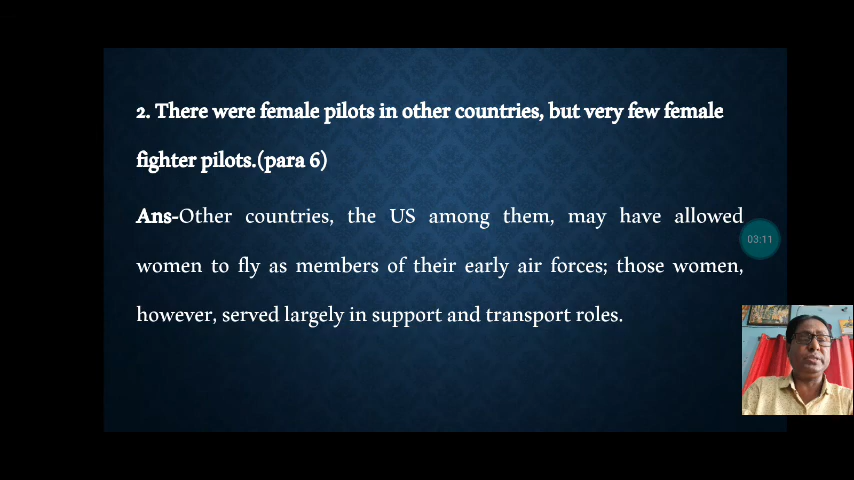 2. There were female pilots in other countries, but very few female
fighter pilots.(para 6)
Ans-Other countries, the US among them, may have allowed
women to fly as members of their early air forces; those women,
however, served largely in support and transport roles.
03:11